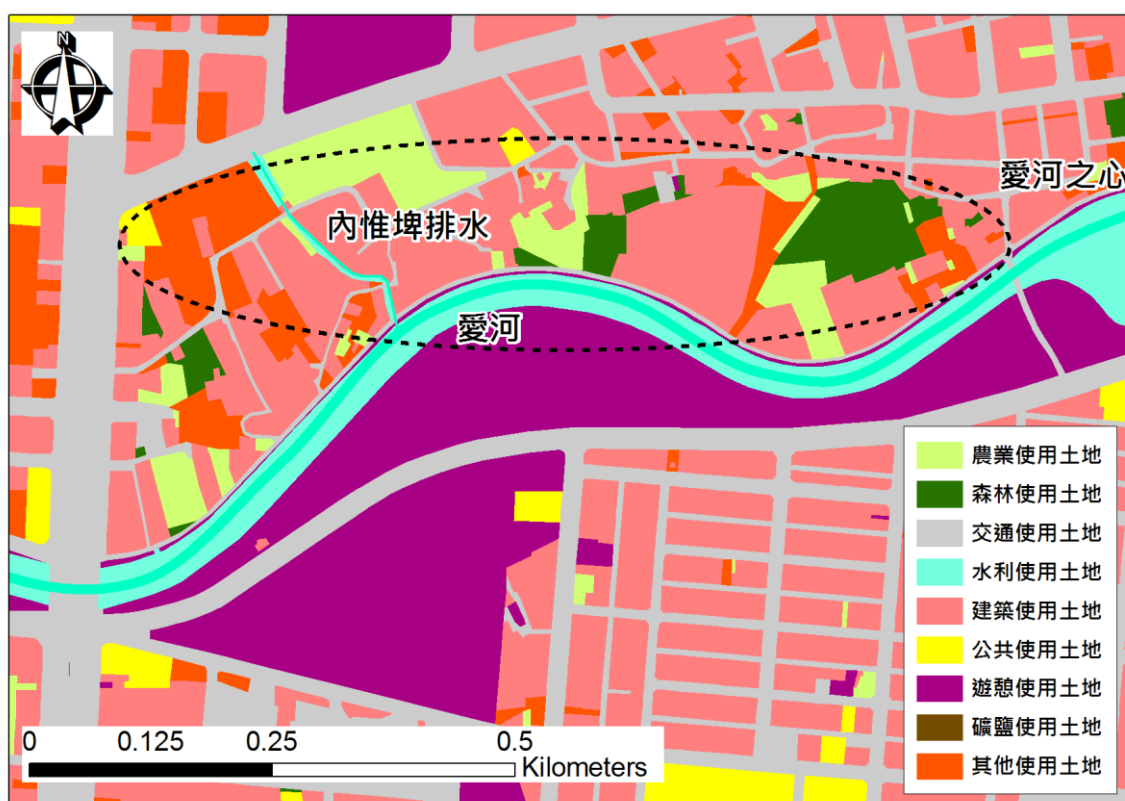 N
愛河之心
內惟埤排水
愛河
農業使用土地
森林使用土地
交通使用土地
水利使用土地
建築使用土地
公共使用土地
遊憩使用土地
礦鹽使用土地
其他使用土地
0 0.125 0.25 0.5
Kilometers